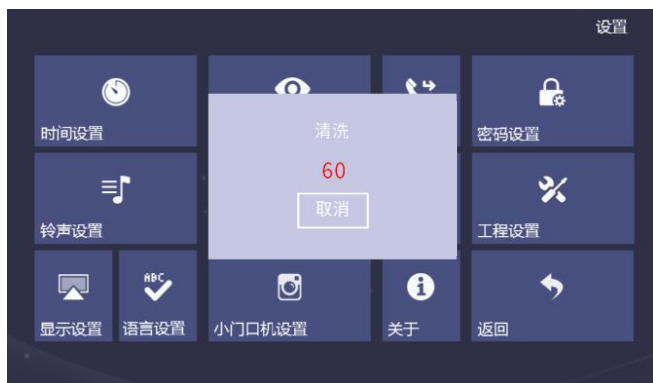 设置
时间设置
密码设置
清洗
60
取消
铃声设置
工程设置
ABC
显示设置
语言设置
小门口机设置
关于
返回